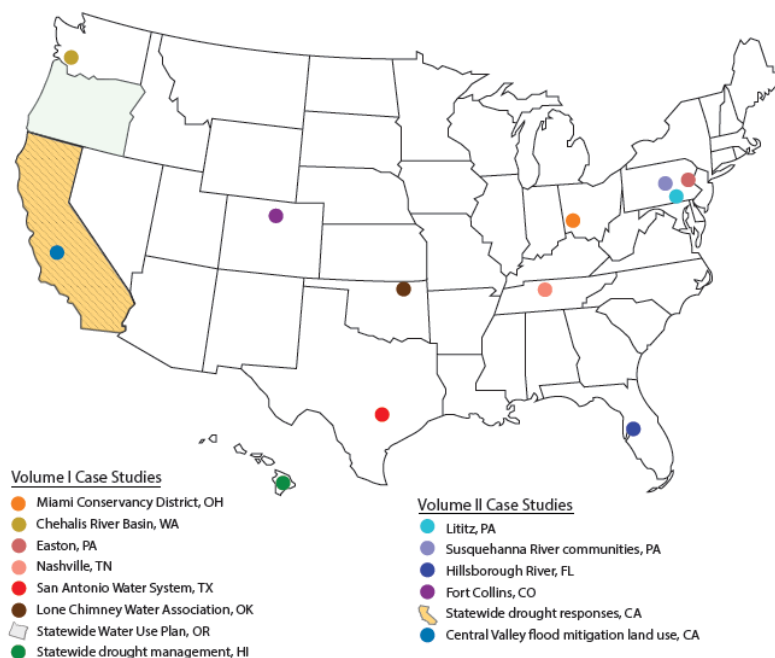 Volume I Case Studies
Miami Conservancy District, OH
Chehalis River Basin, WA
Easton, PA
Nashville, TN
San Antonio Water System, TX
Lone Chimney Water Association, OK
Statewide Water Use Plan, OR
Statewide drought management, HI
Volume II Case Studies
Lititz, PA
Susquehanna River communities, PA
Hillsborough River, FL
Fort Collins, CO
Statewide drought responses, CA
Central Valley flood mitigation land use, CA